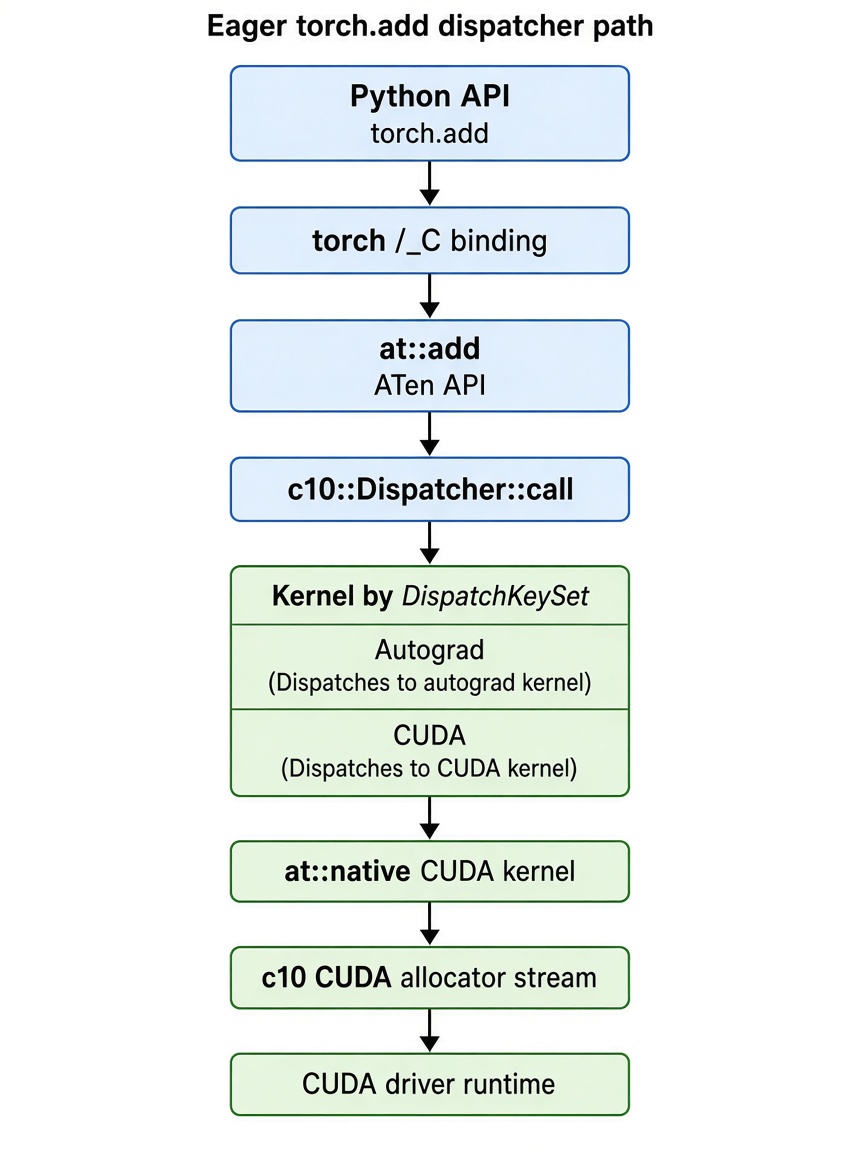 Eager torch.add dispatcher path
Python API
torch.add
torch /_C binding
at::add
ATen API
c10::Dispatcher::call
Kernel by DispatchKeySet
Autograd
(Dispatches to autograd kernel)
CUDA
(Dispatches to CUDA kernel)
at::native CUDA kernel
c10 CUDA allocator stream
CUDA driver runtime